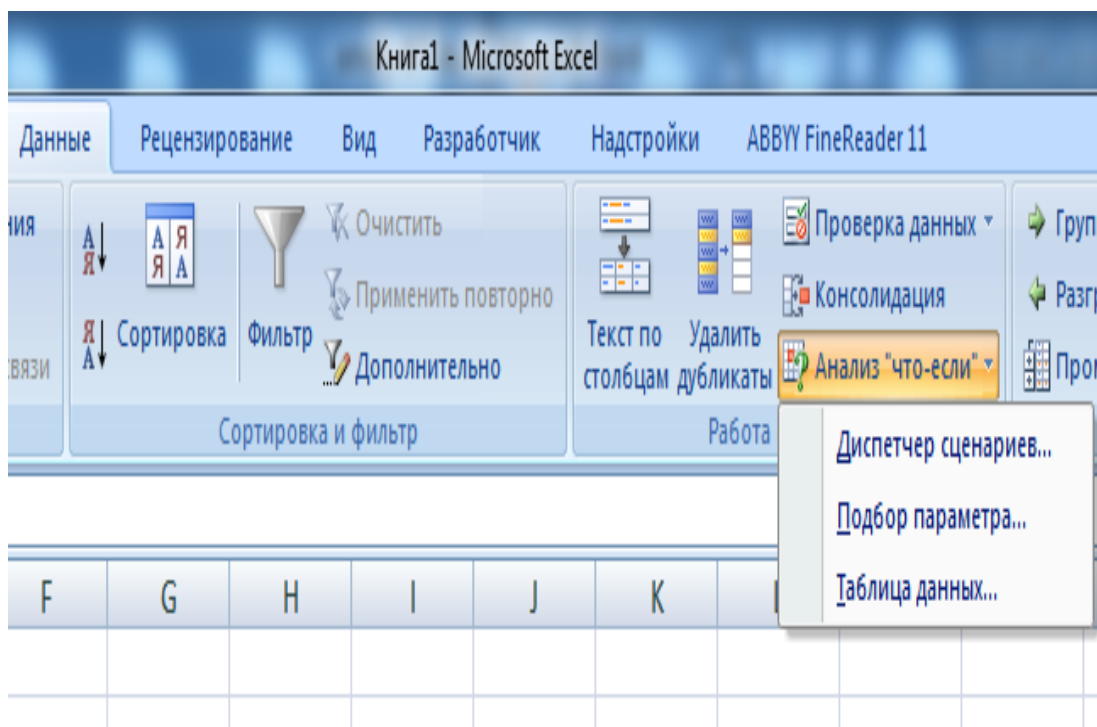 Книга1 - Microsoft Excel
Данные Рецензирование Вид Разработчик Надстройки ABBYY FineReader 11
А
Я
Я
А
А Я
Я А
Сортировка
Фильтр
Очистить
Применить повторно
Дополнительно
Сортировка и фильтр
Текст по
столбцам
Удалить
дубликаты
Проверка данных
Консолидация
Анализ "что-если"
Работа
Диспетчер сценариев...
Подбор параметра...
Таблица данных...
F G H I J K